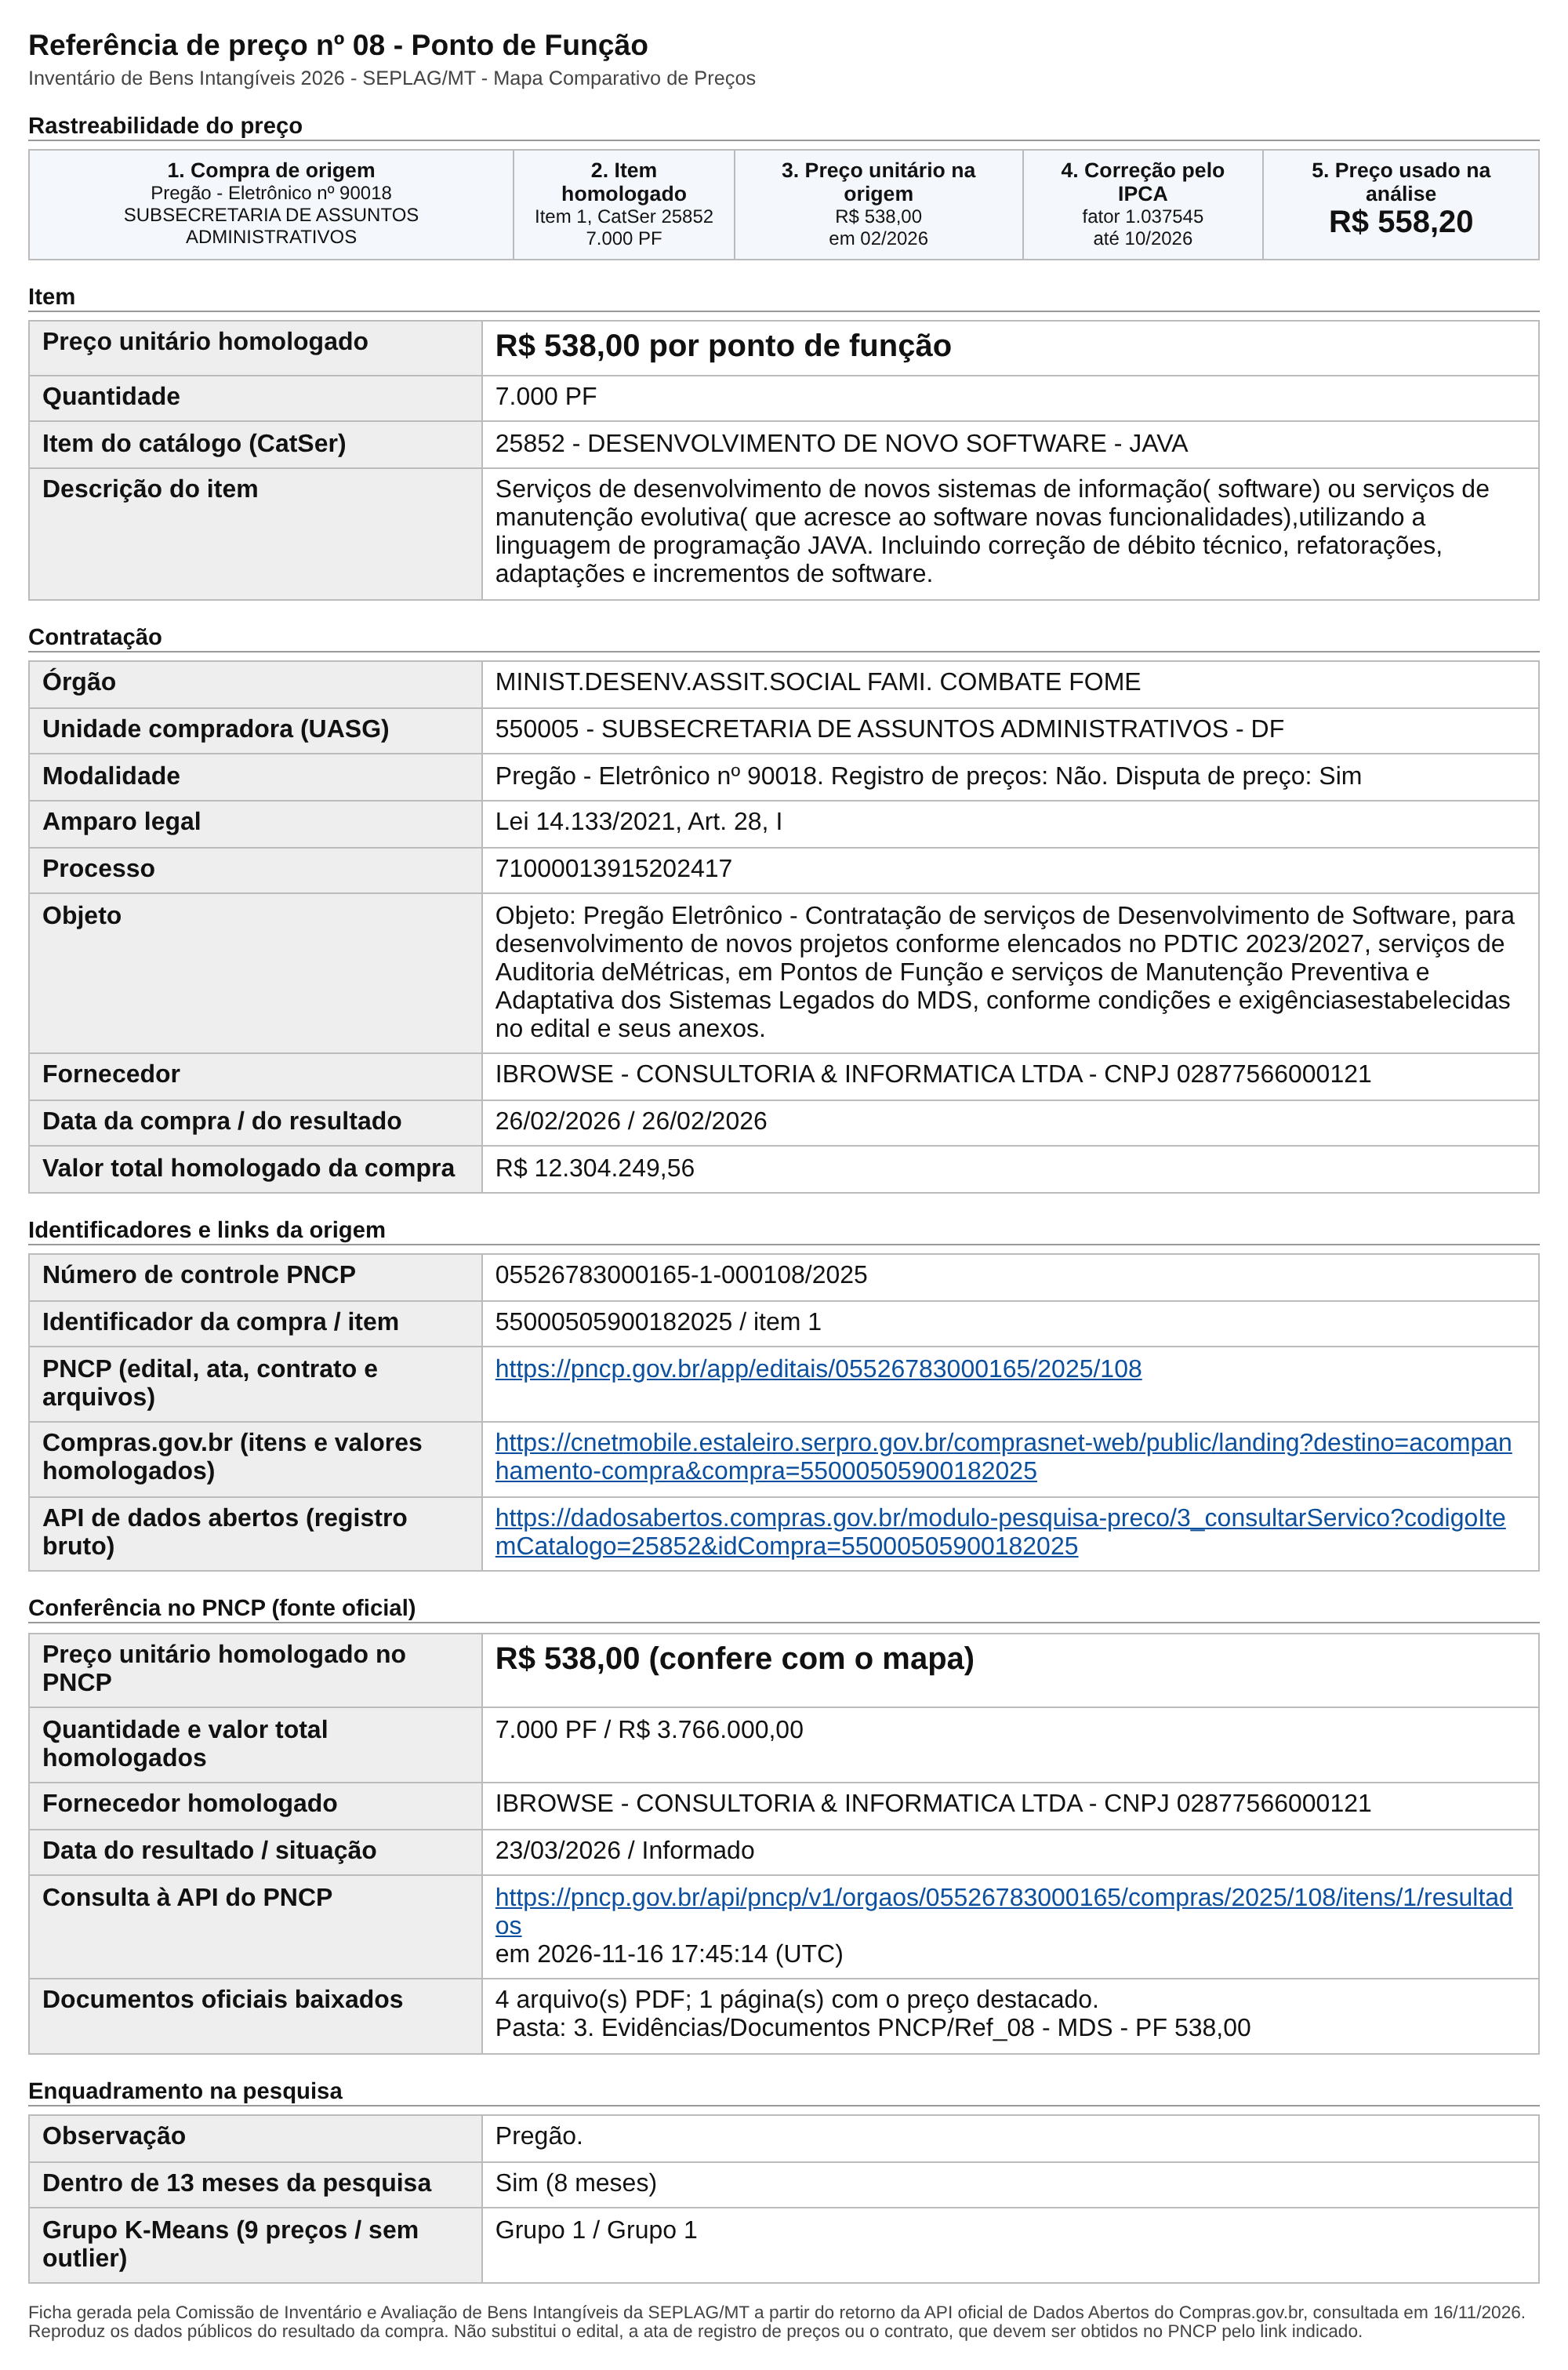 Referência de preço nº 08 - Ponto de Função
Inventário de Bens Intangíveis 2026 - SEPLAG/MT - Mapa Comparativo de Preços
Rastreabilidade do preço
1. Compra de origem
Pregão - Eletrônico nº 90018
SUBSECRETARIA DE ASSUNTOS
ADMINISTRATIVOS
2. Item
homologado
Item 1, CatSer 25852
7.000 PF
3. Preço unitário na
origem
R$ 538,00
em 02/2026
4. Correção pelo
IPCA
fator 1.037545
até 10/2026
5. Preço usado na
análise
R$ 558,20
Item
Preço unitário homologado
R$ 538,00 por ponto de função
Quantidade
7.000 PF
Item do catálogo (CatSer)
25852 - DESENVOLVIMENTO DE NOVO SOFTWARE - JAVA
Descrição do item
Serviços de desenvolvimento de novos sistemas de informação( software) ou serviços de
manutenção evolutiva( que acresce ao software novas funcionalidades),utilizando a
linguagem de programação JAVA. Incluindo correção de débito técnico, refatorações,
adaptações e incrementos de software.
Contratação
Órgão
MINIST.DESENV.ASSIT.SOCIAL FAMI. COMBATE FOME
Unidade compradora (UASG)
550005 - SUBSECRETARIA DE ASSUNTOS ADMINISTRATIVOS - DF
Modalidade
Pregão - Eletrônico nº 90018. Registro de preços: Não. Disputa de preço: Sim
Amparo legal
Lei 14.133/2021, Art. 28, I
Processo
71000013915202417
Objeto
Objeto: Pregão Eletrônico - Contratação de serviços de Desenvolvimento de Software, para
desenvolvimento de novos projetos conforme elencados no PDTIC 2023/2027, serviços de
Auditoria deMétricas, em Pontos de Função e serviços de Manutenção Preventiva e
Adaptativa dos Sistemas Legados do MDS, conforme condições e exigênciasestabelecidas
no edital e seus anexos.
Fornecedor
IBROWSE - CONSULTORIA & INFORMATICA LTDA - CNPJ 02877566000121
Data da compra / do resultado
26/02/2026 / 26/02/2026
Valor total homologado da compra
R$ 12.304.249,56
Identificadores e links da origem
Número de controle PNCP
05526783000165-1-000108/2025
Identificador da compra / item
55000505900182025 / item 1
PNCP (edital, ata, contrato e
arquivos)
https://pncp.gov.br/app/editais/05526783000165/2025/108
Compras.gov.br (itens e valores
homologados)
https://cnetmobile.estaleiro.serpro.gov.br/comprasnet-web/public/landing?destino=acompan
hamento-compra&compra=55000505900182025
API de dados abertos (registro
bruto)
https://dadosabertos.compras.gov.br/modulo-pesquisa-preco/3_consultarServico?codigoIte
mCatalogo=25852&idCompra=55000505900182025
Conferência no PNCP (fonte oficial)
Preço unitário homologado no
PNCP
R$ 538,00 (confere com o mapa)
Quantidade e valor total
homologados
7.000 PF / R$ 3.766.000,00
Fornecedor homologado
IBROWSE - CONSULTORIA & INFORMATICA LTDA - CNPJ 02877566000121
Data do resultado / situação
23/03/2026 / Informado
Consulta à API do PNCP
https://pncp.gov.br/api/pncp/v1/orgaos/05526783000165/compras/2025/108/itens/1/resultad
os
em 2026-11-16 17:45:14 (UTC)
Documentos oficiais baixados
4 arquivo(s) PDF; 1 página(s) com o preço destacado.
Pasta: 3. Evidências/Documentos PNCP/Ref_08 - MDS - PF 538,00
Enquadramento na pesquisa
Observação
Pregão.
Dentro de 13 meses da pesquisa
Sim (8 meses)
Grupo K-Means (9 preços / sem
outlier)
Grupo 1 / Grupo 1
Ficha gerada pela Comissão de Inventário e Avaliação de Bens Intangíveis da SEPLAG/MT a partir do retorno da API oficial de Dados Abertos do Compras.gov.br, consultada em 16/11/2026.
Reproduz os dados públicos do resultado da compra. Não substitui o edital, a ata de registro de preços ou o contrato, que devem ser obtidos no PNCP pelo link indicado.